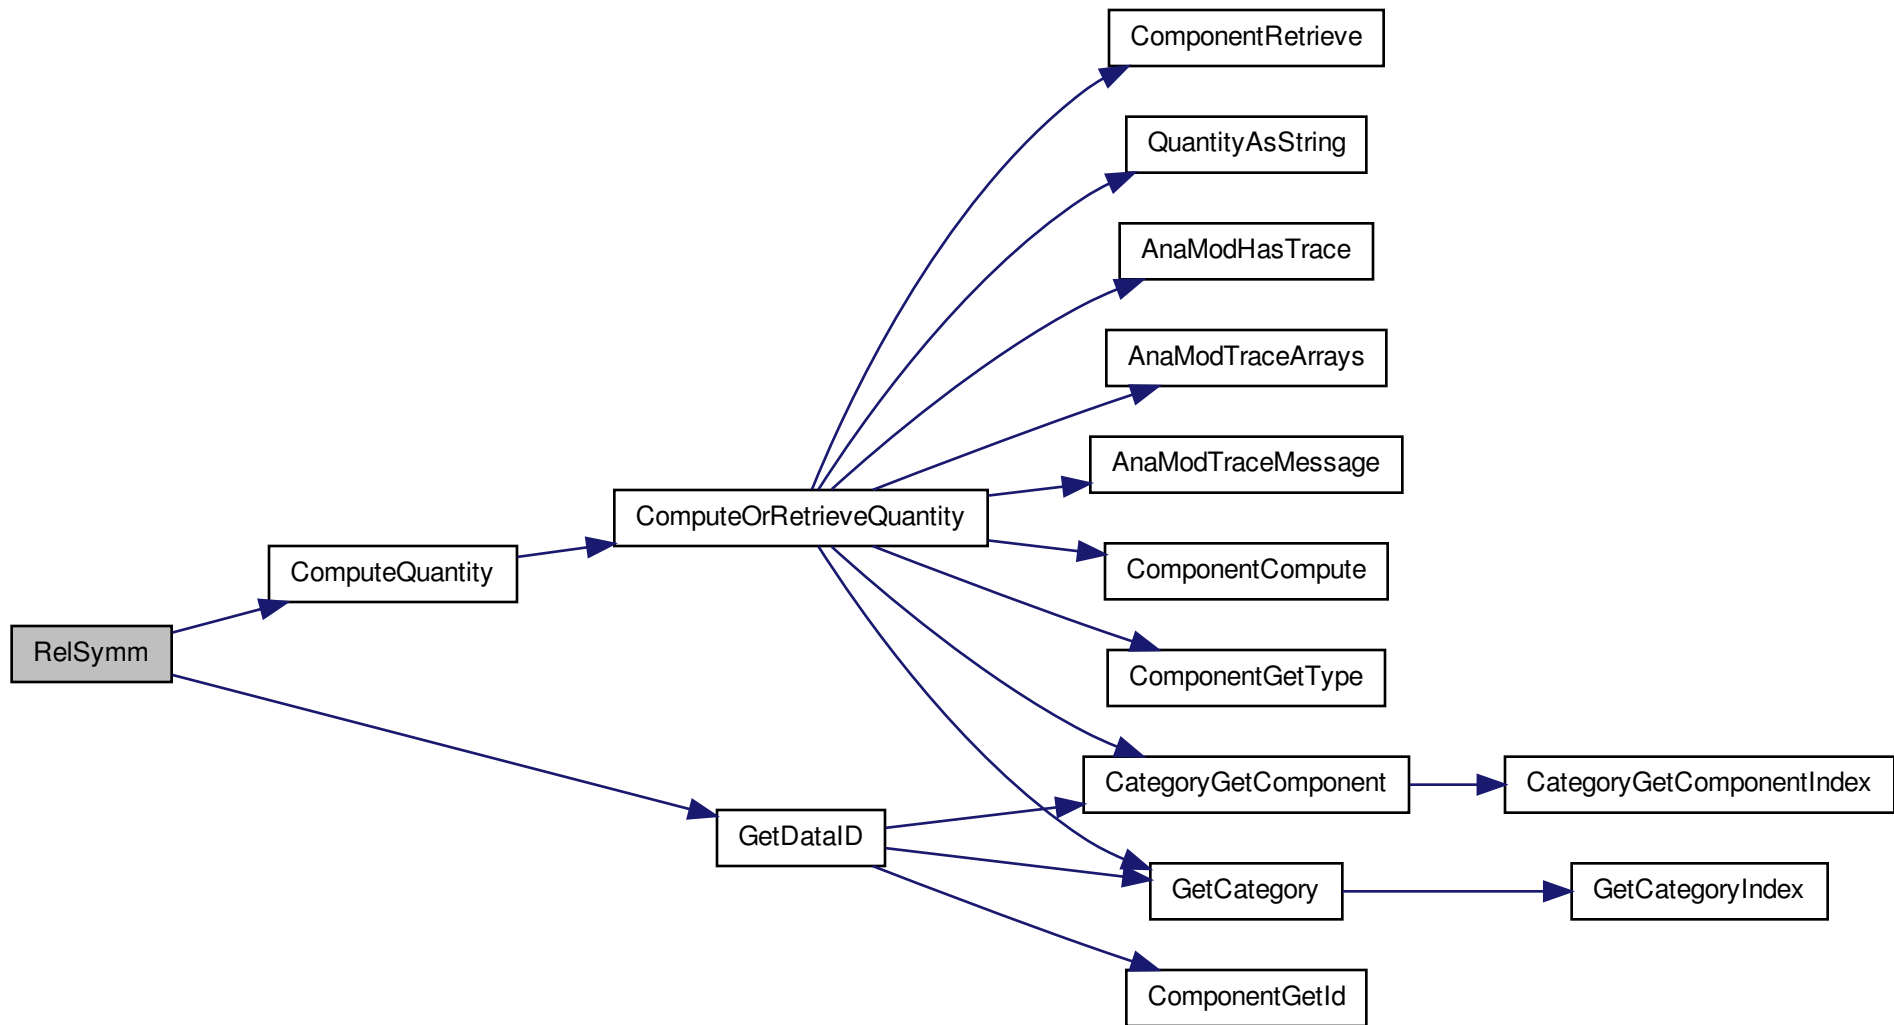 ComponentRetrieve
QuantityAsString
AnaModHasTrace
AnaModTraceArrays
AnaModTraceMessage
ComputeOrRetrieveQuantity
ComputeQuantity
ComponentCompute
RelSymm
ComponentGetType
CategoryGetComponent
CategoryGetComponentIndex
GetDataID
GetCategory
GetCategoryIndex
ComponentGetId